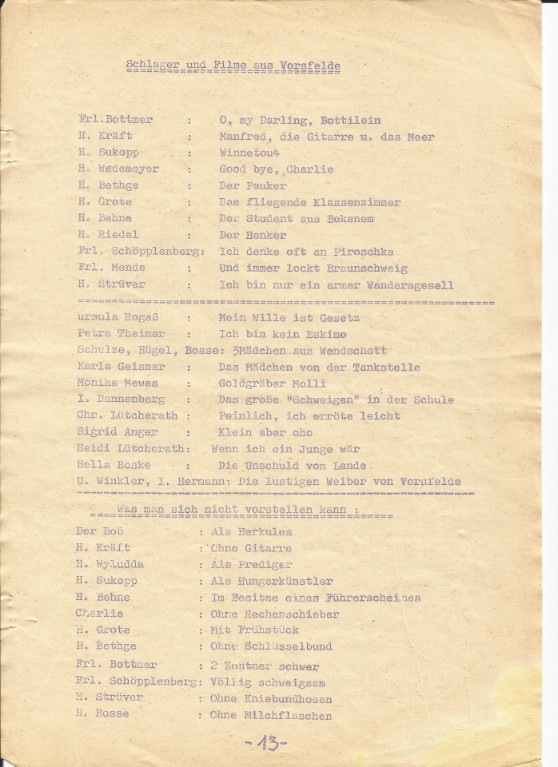 Schlager und Filme aus Vorsfelde
Frl.Bottmer : O, my Darling, Bottilein
H. Kräft : Manfred, die Gitarre u. das Meer
H. Sukopp : Winnetou4
H. Wedemeyer : Good bye, Charlie
H. Bethge : Der Pauker
H. Grote : Das fliegende Klassenzimmer
H. Behne : Der Student aus Bekenem
H. Riedel : Der Henker
Frl. Schöpplenberg: Ich denke oft an Piroschka
Frl. Mende : Und immer lockt Braunschweig
H. Strüver : Ich bin nur ein armer Wandersgesell
ursula Rogaß : Mein Wille ist Gesetz
Petra Theimer : Ich bin kein Eskimo
Schulze, Hügel, Bosse: 3Mädchen aus Wendschott
Karla Geismar : Das Mädchen von der Tankstelle
Monika Mewes : Goldgräber Molli
I. Dannenberg : Das große "Schweigen" in der Schule
Chr. Lütcherath : Peinlich, ich erröte leicht
Sigrid Anger : Klein aber oho
Heidi Lütcherath: Wenn ich ein Junge wär
Hella Boske : Die Unschuld vom Lande
U. Winkler, I. Hermann: Die lustigen Weiber von Vorsfelde
Was man sich nicht vorstellen kann :
Der Boß : Als Herkules
H. Kräft : Ohne Gitarre
H. Wyludda : Als Prediger
H. Sukopp : Als Hungerkünstler
H. Behne : Im Besitze eines Führerscheines
Charlie : Ohne Rechenschieber
H. Grote : Mit Frühstück
H. Bethge : Ohne Schlüsselbund
Frl. Bottmer : 2 Zentner schwer
Frl. Schöpplenberg: Völlig schweigsam
H. Strüver : Ohne Kniebundhosen
H. Bosse : Ohne Milchflaschen
-13-